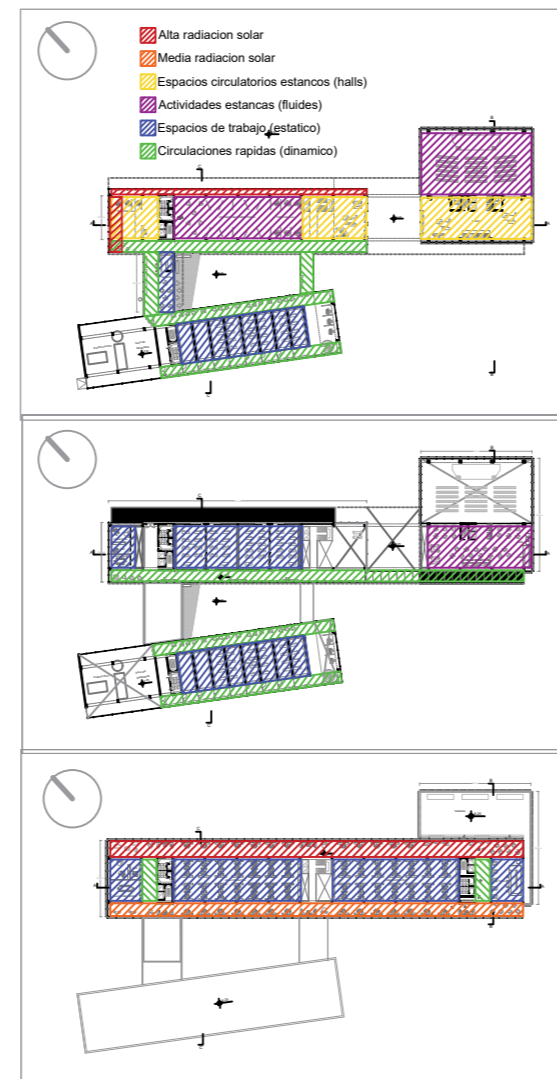 Alta radiacion solar
Media radiacion solar
Espacios circulatorios estancos (halls)
Actividades estancas (fluides)
Espacios de trabajo (estatico)
Circulaciones rapidas (dinamico)